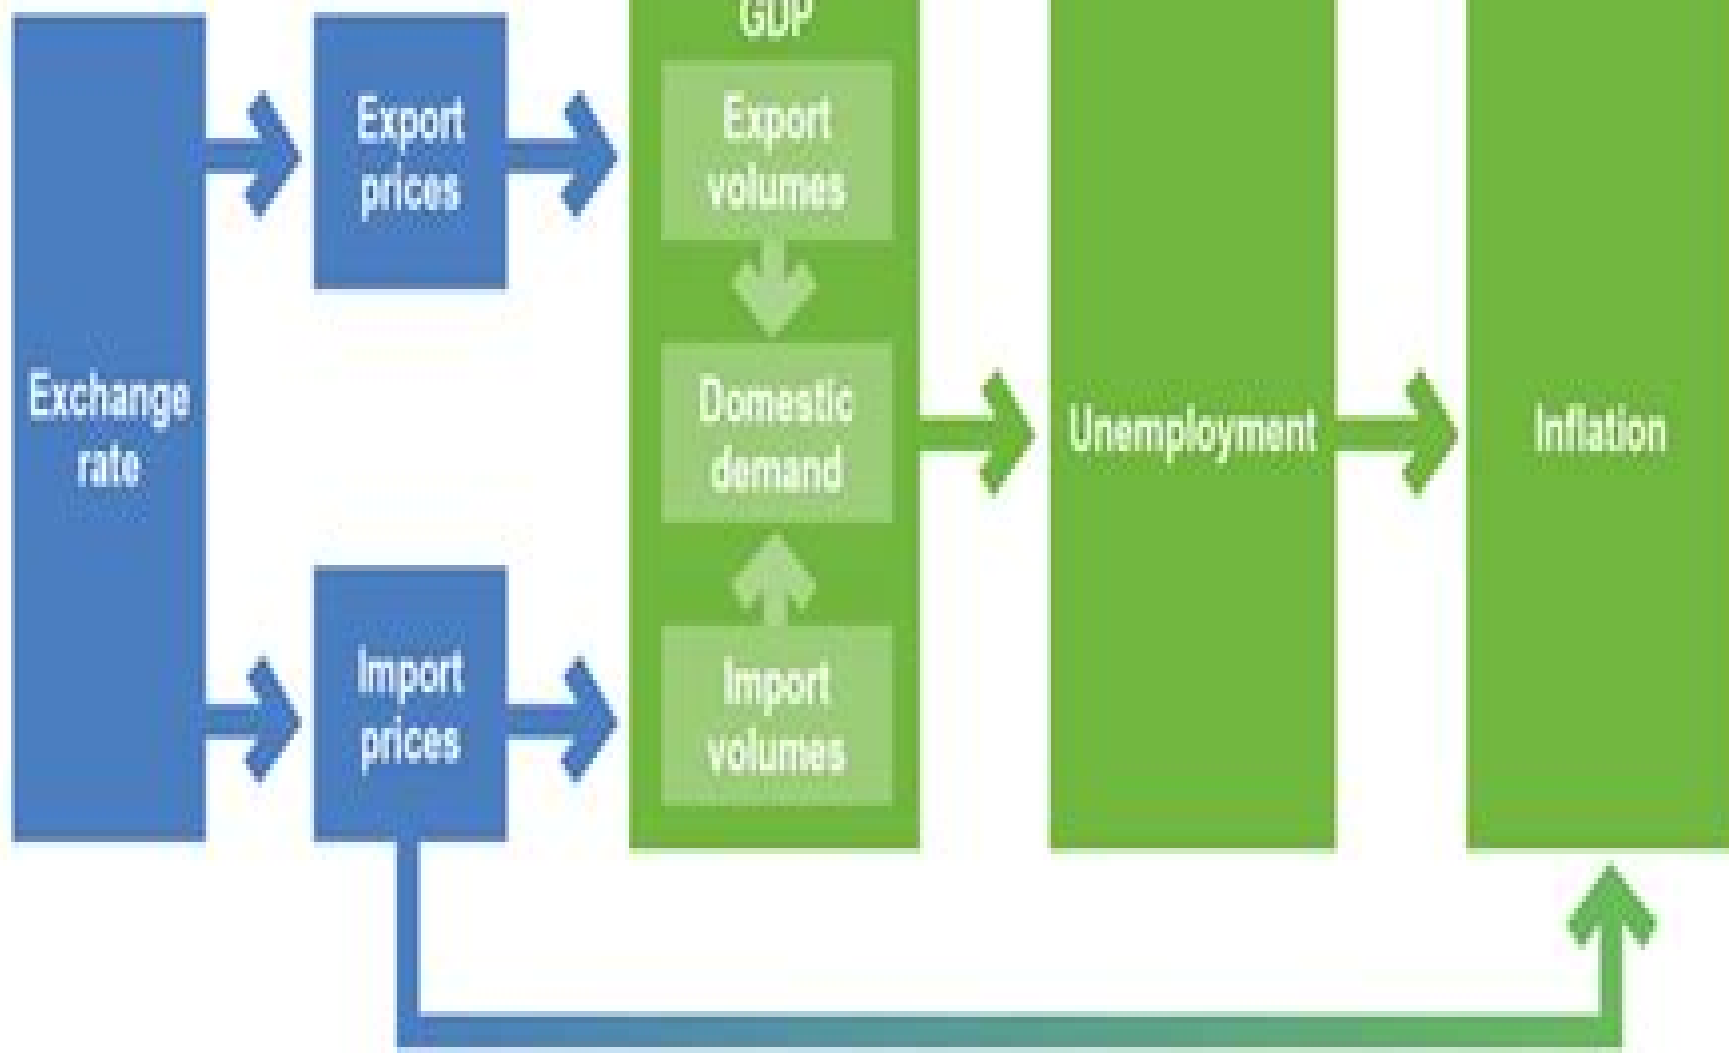 Exchange
rate
Export
prices
Import
prices
GDP
Export
volumes
Domestic
demand
Import
volumes
Unemployment
Inflation